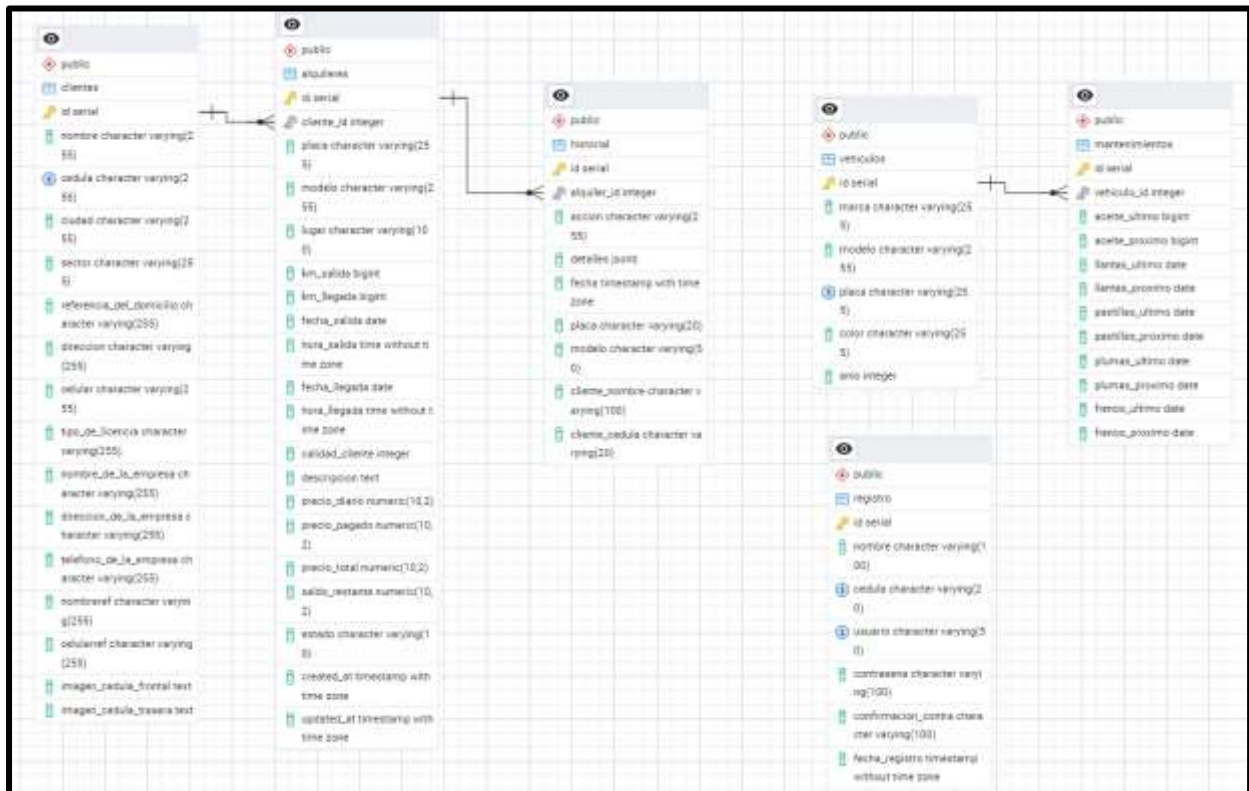 public
clientes
id serial
nombre character varying(2
55)
cedula character varying(2
55)
ciudad character varying(2
55)
sector character varying(25
5)
referencia_del_domicilio ch
aracter varying(255)
direccion character varying
(255)
celular character varying(2
55)
tipo_de_licencia character
varying(255)
nombre_de_la_empresa ch
aracter varying(255)
direccion_de_la_empresa c
haracter varying(255)
telefono_de_la_empresa ch
aracter varying(255)
nombreref character varyin
g(255)
celularref character varying
(255)
imagen_cedula_frontal text
imagen_cedula_trasera text
public
alquileres
id serial
cliente_id integer
placa character varying(25
5)
modelo character varying(2
55)
lugar character varying(10
0)
km_salida bigint
km_llegada bigint
fecha_salida date
hora_salida time without ti
me zone
fecha_llegada date
hora_llegada time without t
ime zone
calidad_cliente integer
descripcion text
precio_diario numeric(10,2)
precio_pagado numeric(10,
2)
precio_total numeric(10,2)
saldo_restante numeric(10,
2)
estado character varying(1
0)
created_at timestamp with
time zone
updated_at timestamp with
time zone
public
historial
id serial
alquiler_id integer
accion character varying(2
55)
detalles jsonb
fecha timestamp with time
zone
placa character varying(20)
modelo character varying(5
0)
cliente_nombre character v
arying(100)
cliente_cedula character va
rying(20)
public
vehiculos
id serial
marca character varying(25
5)
modelo character varying(2
55)
placa character varying(25
5)
color character varying(25
5)
anio integer
public
mantenimientos
id serial
vehiculo_id integer
aceite_ultimo bigint
aceite_proximo bigint
llantas_ultimo date
llantas_proximo date
pastillas_ultimo date
pastillas_proximo date
plumas_ultimo date
plumas_proximo date
frenos_ultimo date
frenos_proximo date
public
registro
id serial
nombre character varying(1
00)
cedula character varying(2
0)
usuario character varying(5
0)
contrasena character varyi
ng(100)
confirmacion_contra chara
cter varying(100)
fecha_registro timestamp
without time zone